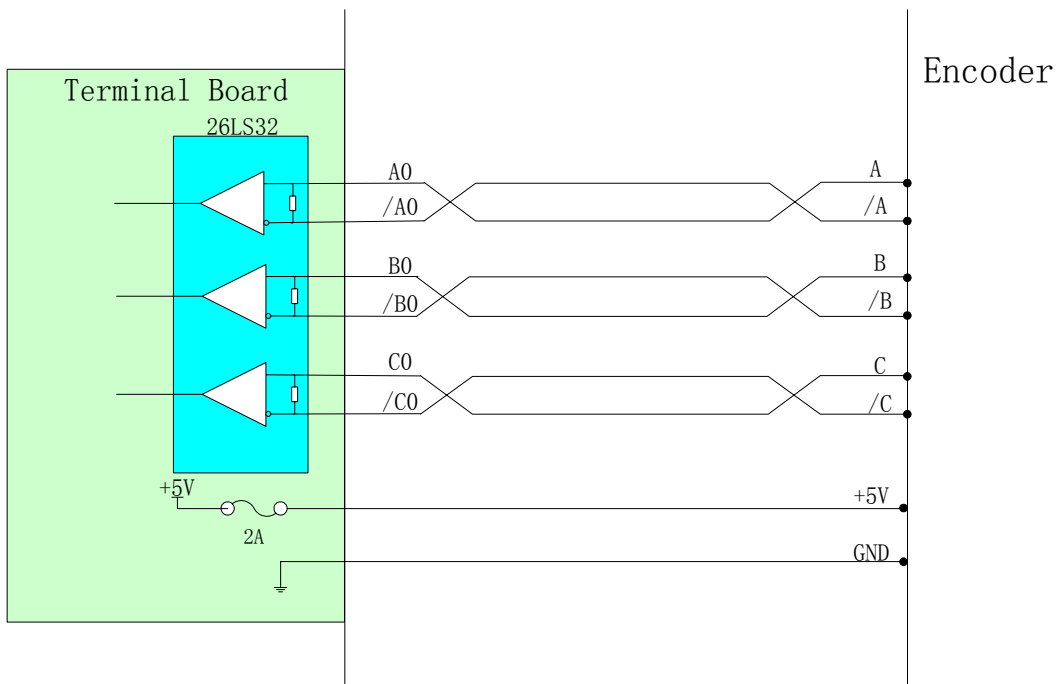 Encoder
Terminal Board
26LS32
A0
A
/A0
/A
B0
B
/B0
/B
C0
C
/C0
/C
+5V
+5V
2A
GND